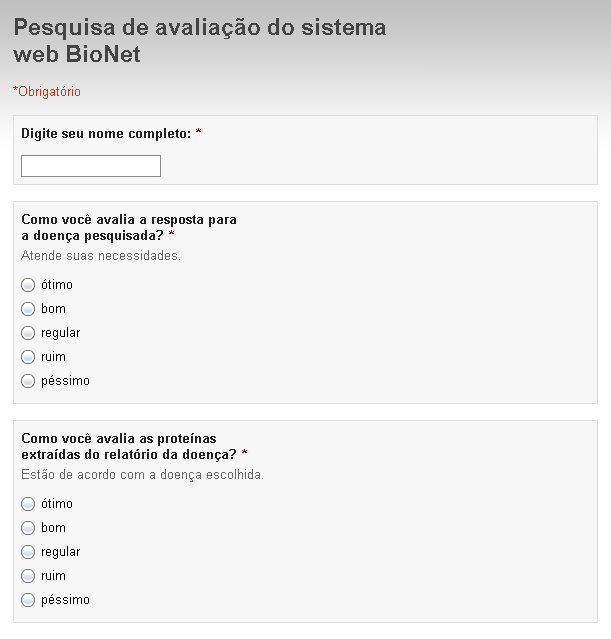 Pesquisa de avaliação do sistema
web BioNet
*Obrigatório
Digite seu nome completo: *
Como você avalia a resposta para
a doença pesquisada? *
Atende suas necessidades.
ótimo
bom
regular
ruim
péssimo
Como você avalia as proteínas
extraídas do relatório da doença? *
Estão de acordo com a doença escolhida.
ótimo
bom
regular
ruim
péssimo